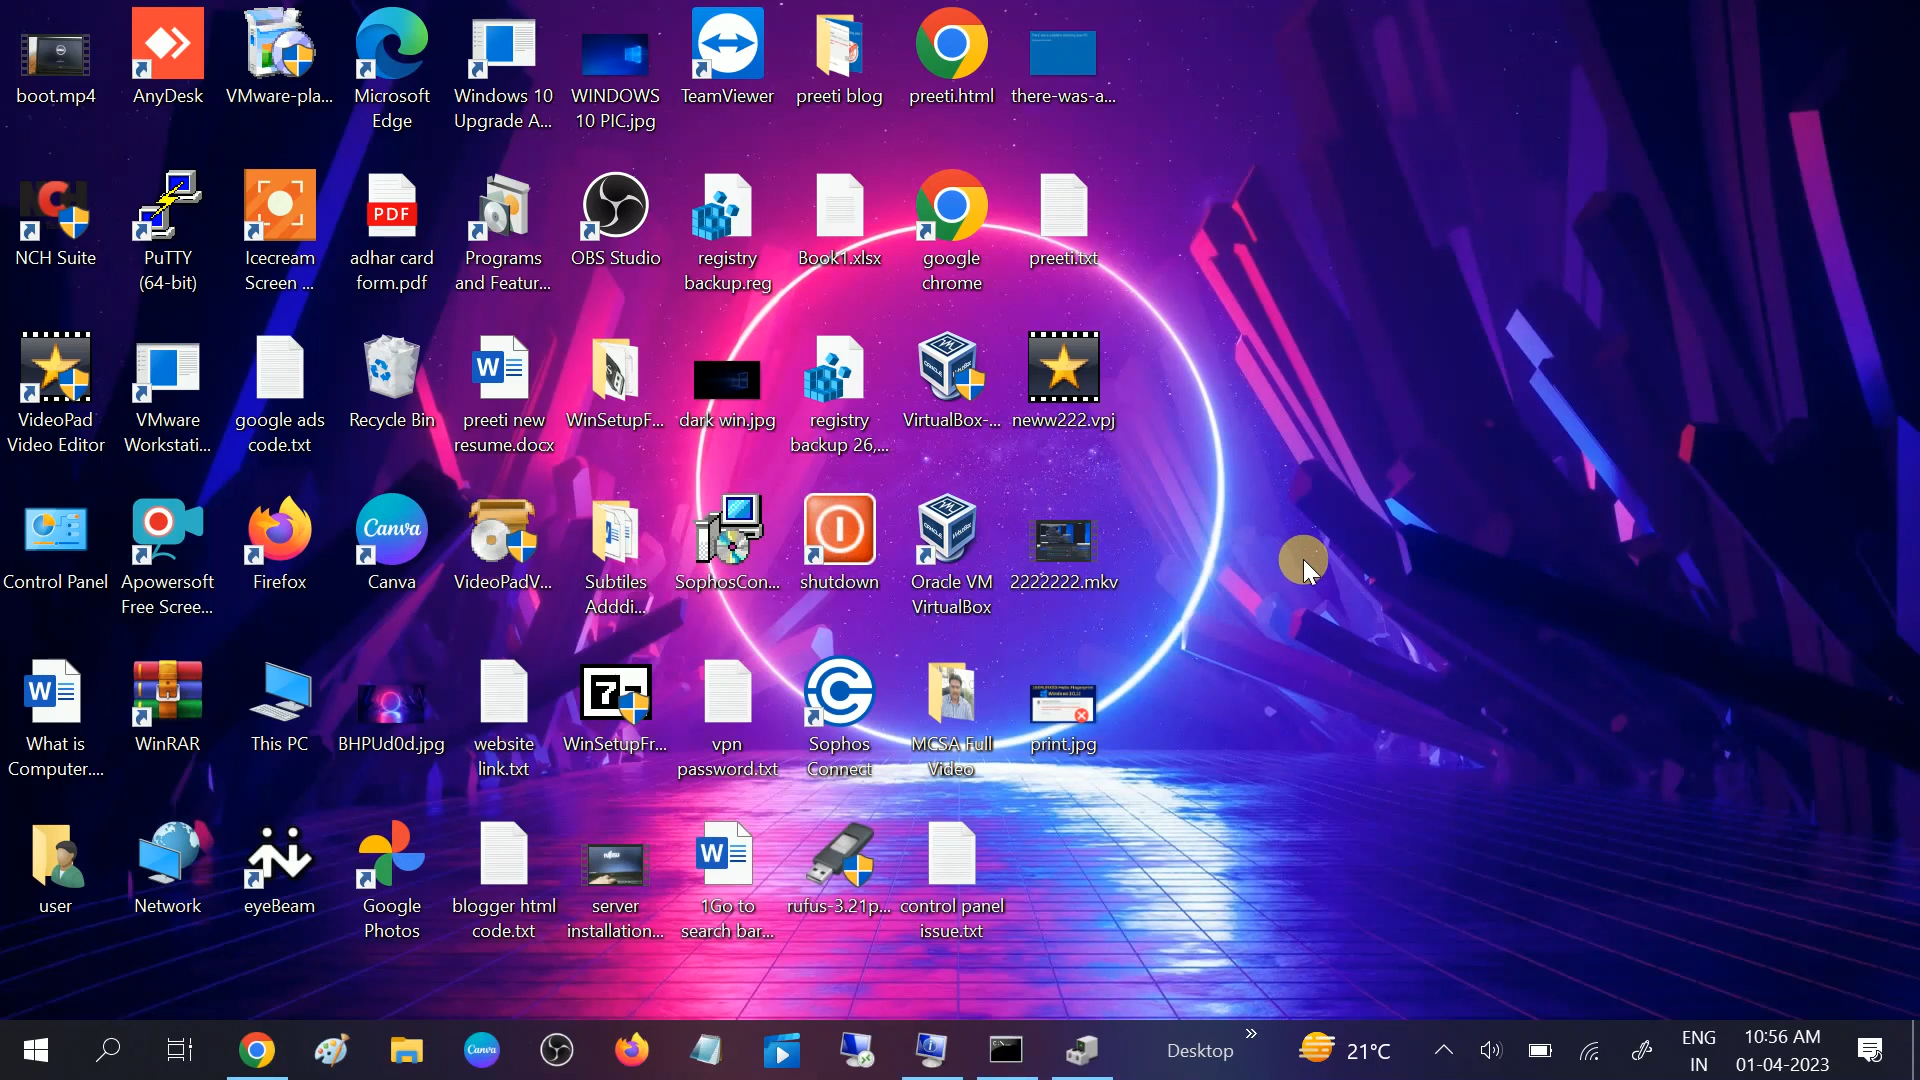 boot.mp4
AnyDesk
VMware-pla...
Microsoft
Edge
Windows 10
Upgrade A...
WINDOWS
10 PIC.jpg
TeamViewer
preeti blog
preeti.html
there-was-a...
NCH Suite
PuTTY
(64-bit)
Icecream
Screen ...
PDF
adhar card
form.pdf
Programs
and Featur...
OBS Studio
registry
backup.reg
Book1.xlsx
google
chrome
preeti.txt
VideoPad
Video Editor
VMware
Workstati...
google ads
code.txt
Recycle Bin
W
preeti new
resume.docx
WinSetupF...
dark win.jpg
registry
backup 26,...
VirtualBox-...
neww222.vpj
Control Panel
Apowersoft
Free Scree...
Firefox
Canva
Canva
VideoPadV...
Subtiles
Adddi...
SophosCon...
shutdown
Oracle VM
VirtualBox
2222222.mkv
W
What is
Computer....
WinRAR
This PC
BHPUd0d.jpg
website
link.txt
WinSetupFr...
vpn
password.txt
Sophos
Connect
MCSA Full
Video
print.jpg
user
Network
eyeBeam
Google
Photos
blogger html
code.txt
server
installation...
W
1Go to
search bar...
rufus-3.21p...
control panel
issue.txt
Canva
Desktop
21°C
ENG
IN
10:56 AM
01-04-2023